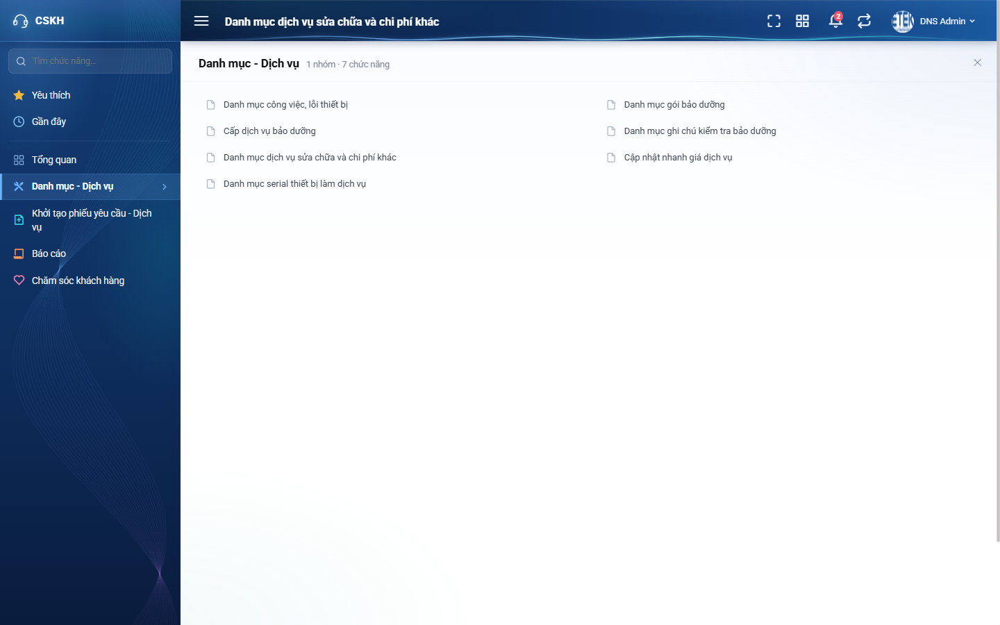 CSKH
Danh mục dịch vụ sửa chữa và chi phí khác
2
DNS Admin
Tìm chức năng...
Yêu thích
Gần đây
Tổng quan
Danh mục - Dịch vụ
Khởi tạo phiếu yêu cầu - Dịch
vụ
Báo cáo
Chăm sóc khách hàng
Danh mục - Dịch vụ 1 nhóm · 7 chức năng
Danh mục công việc, lỗi thiết bị
Danh mục gói bảo dưỡng
Cấp dịch vụ bảo dưỡng
Danh mục ghi chú kiểm tra bảo dưỡng
Danh mục dịch vụ sửa chữa và chi phí khác
Cập nhật nhanh giá dịch vụ
Danh mục serial thiết bị làm dịch vụ